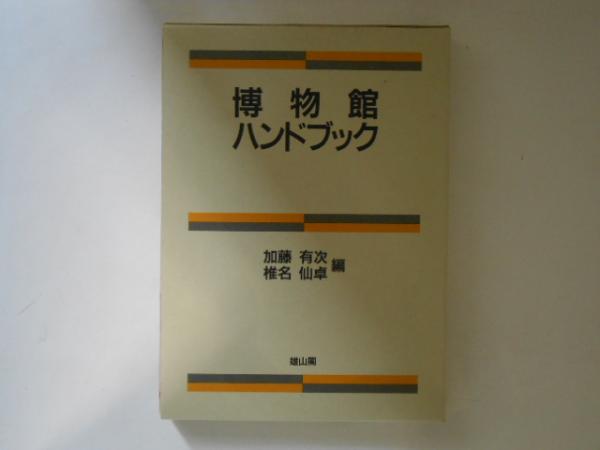 博物館
ハンドブック
加藤 有次
椎名 仙卓 編
雄山閣